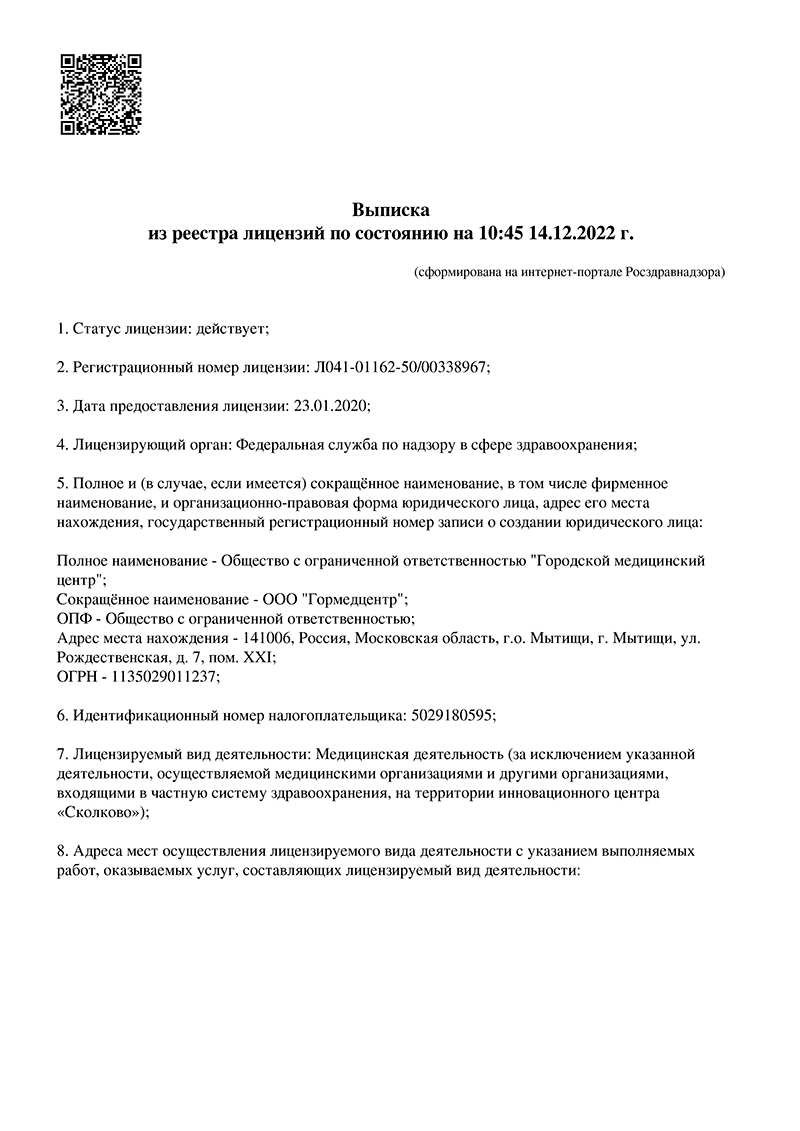 Выписка
из реестра лицензий по состоянию на 10:45 14.12.2022 г.
(сформирована на интернет-портале Росздравнадзора)
1. Статус лицензии: действует;
2. Регистрационный номер лицензии: Л041-01162-50/00338967;
3. Дата предоставления лицензии: 23.01.2020;
4. Лицензирующий орган: Федеральная служба по надзору в сфере здравоохранения;
5. Полное и (в случае, если имеется) сокращённое наименование, в том числе фирменное
наименование, и организационно-правовая форма юридического лица, адрес его места
нахождения, государственный регистрационный номер записи о создании юридического лица:
Полное наименование - Общество с ограниченной ответственностью "Городской медицинский
центр";
Сокращённое наименование - ООО "Гормедцентр";
ОПФ - Общество с ограниченной ответственностью;
Адрес места нахождения - 141006, Россия, Московская область, г.о. Мытищи, г. Мытищи, ул.
Рождественская, д. 7, пом. XXI;
ОГРН - 1135029011237;
6. Идентификационный номер налогоплательщика: 5029180595;
7. Лицензируемый вид деятельности: Медицинская деятельность (за исключением указанной
деятельности, осуществляемой медицинскими организациями и другими организациями,
входящими в частную систему здравоохранения, на территории инновационного центра
«Сколково»);
8. Адреса мест осуществления лицензируемого вида деятельности с указанием выполняемых
работ, оказываемых услуг, составляющих лицензируемый вид деятельности: